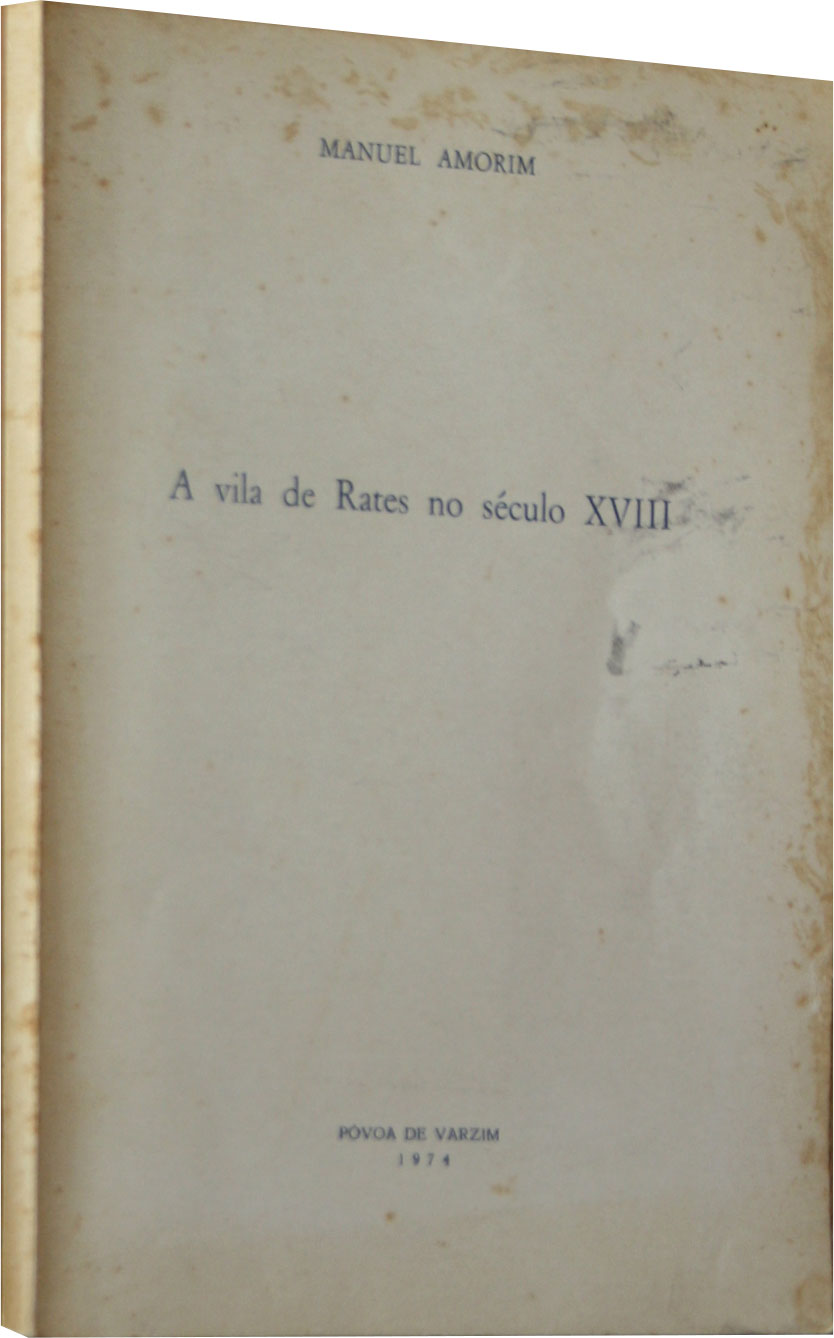 MANUEL AMORIM
A vila de Rates no século XVIII
PÓVOA DE VARZIM
1974